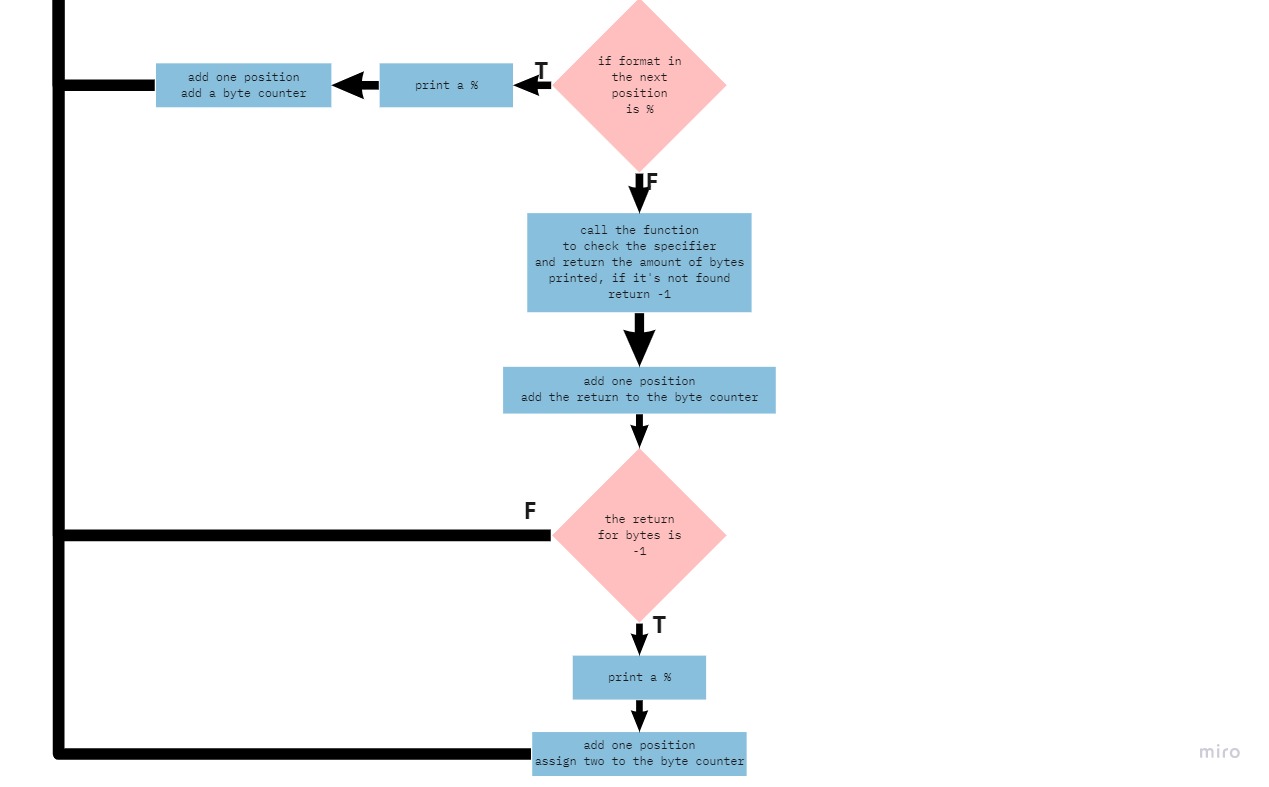 if format in
the next
position
is %
T
print a %
add one position
add a byte counter
F
call the function
to check the specifier
and return the amount of bytes
printed, if it's not found
return -1
add one position
add the return to the byte counter
F
the return
for bytes is
-1
T
print a %
add one position
assign two to the byte counter
miro